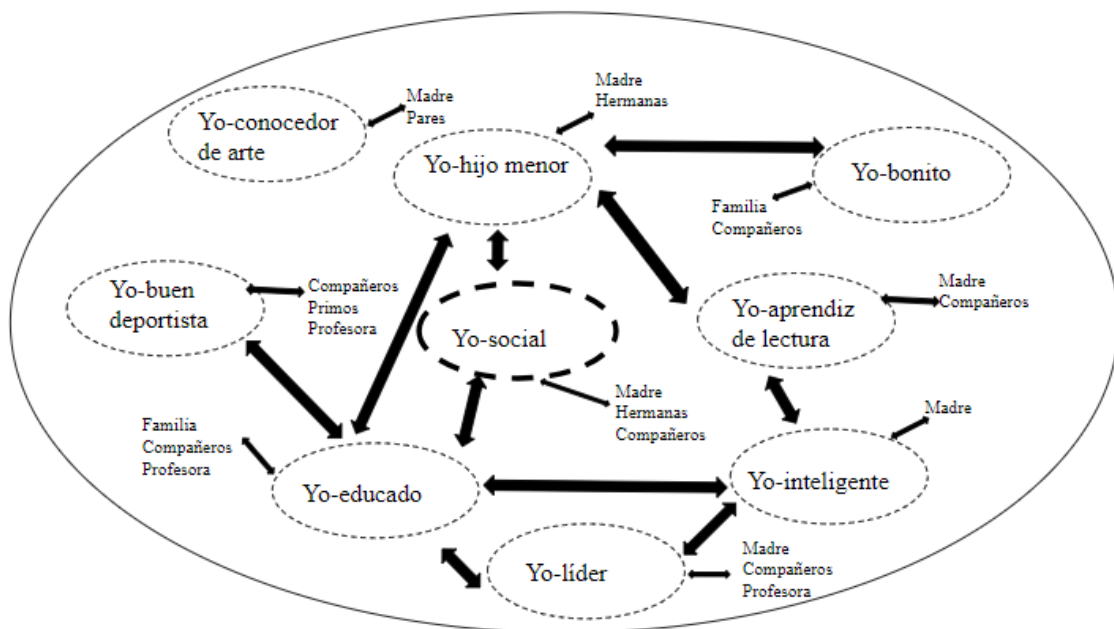 Yo-conocedor
de arte
Madre
Pares
Madre
Hermanas
Yo-hijo menor
Yo-bonito
Familia
Compañeros
Yo-buen
deportista
Compañeros
Primos
Profesora
Yo-social
Madre
Hermanas
Compañeros
Yo-aprendiz
de lectura
Madre
Compañeros
Familia
Compañeros
Profesora
Yo-educado
Yo-inteligente
Madre
Yo-líder
Madre
Compañeros
Profesora